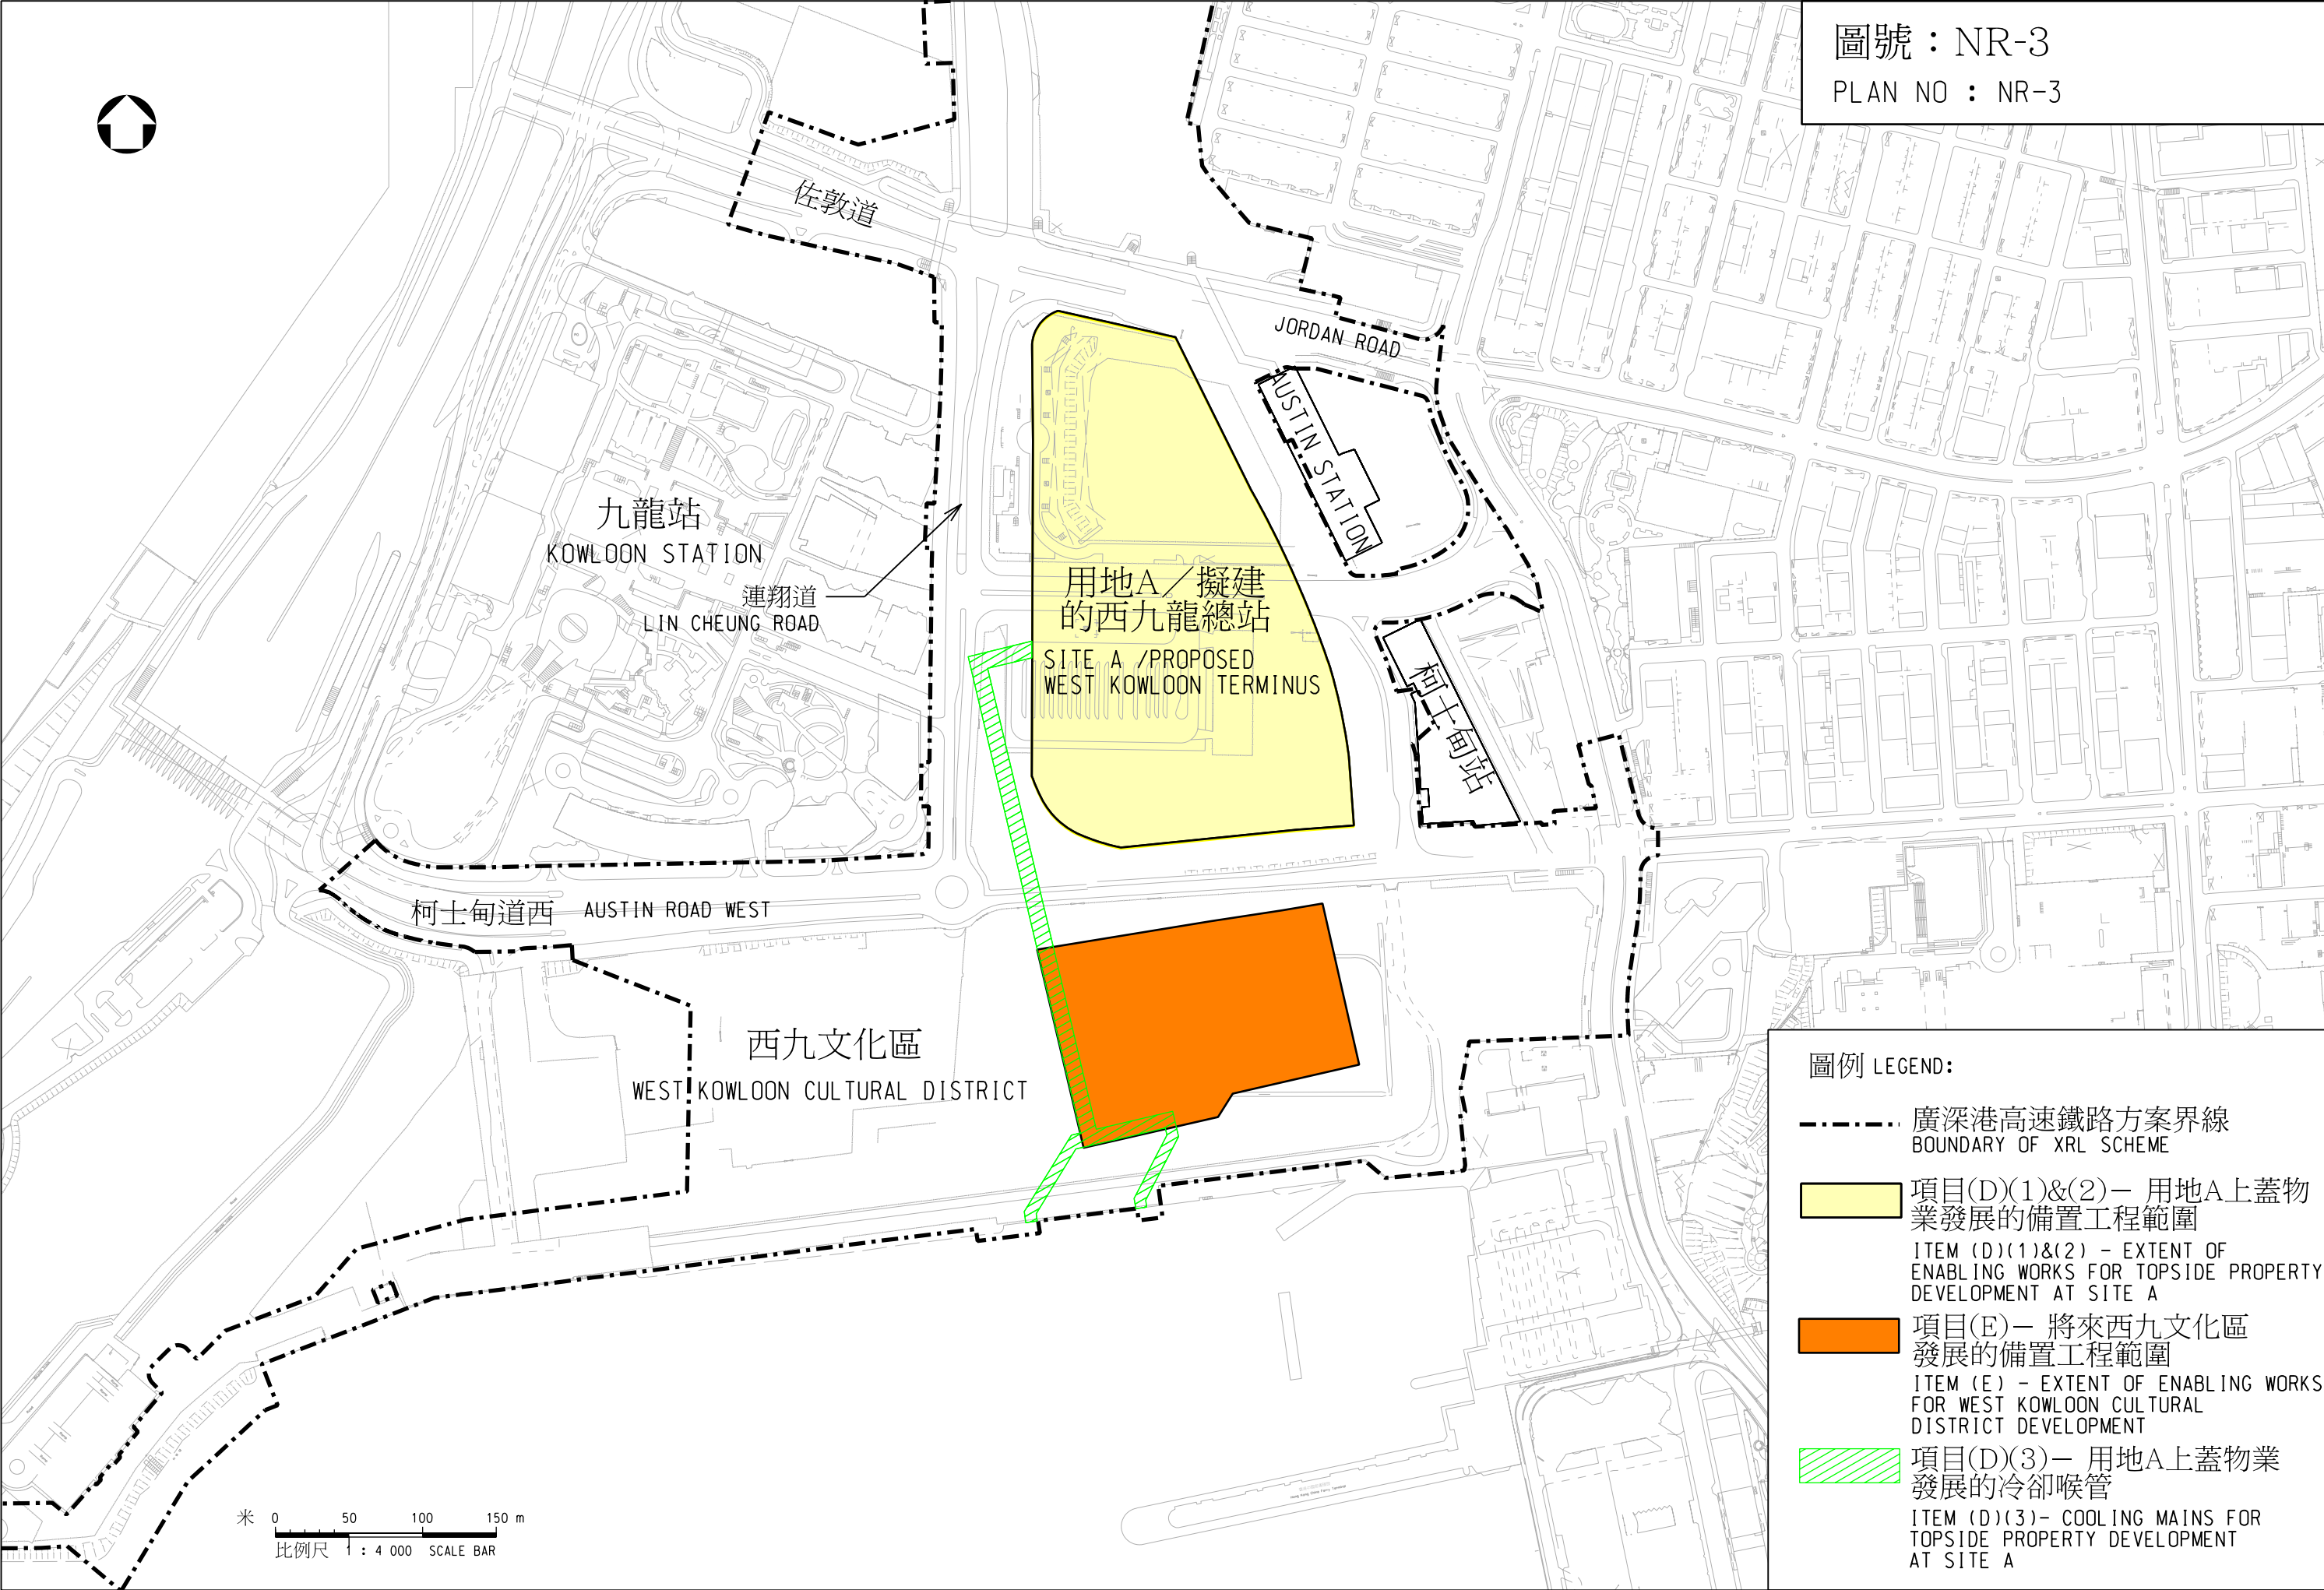 圖號：NR-3
PLAN NO : NR-3
佐敦道
JORDAN ROAD
AUSTIN STATION
九龍站
KOWLOON STATION
連翔道
LIN CHEUNG ROAD
用地A／擬建
的西九龍總站
SITE A /PROPOSED
WEST KOWLOON TERMINUS
柯士甸站
柯士甸道西 AUSTIN ROAD WEST
西九文化區
WEST KOWLOON CULTURAL DISTRICT
圖例 LEGEND:
廣深港高速鐵路方案界線
BOUNDARY OF XRL SCHEME
項目(D)(1)&(2)— 用地A上蓋物
業發展的備置工程範圍
ITEM (D)(1)&(2) - EXTENT OF
ENABLING WORKS FOR TOPSIDE PROPERTY
DEVELOPMENT AT SITE A
項目(E)— 將來西九文化區
發展的備置工程範圍
ITEM (E) - EXTENT OF ENABLING WORKS
FOR WEST KOWLOON CULTURAL
DISTRICT DEVELOPMENT
項目(D)(3)— 用地A上蓋物業
發展的冷卻喉管
ITEM (D)(3)- COOLING MAINS FOR
TOPSIDE PROPERTY DEVELOPMENT
AT SITE A
米 0 50 100 150 m
比例尺 1 : 4 000 SCALE BAR